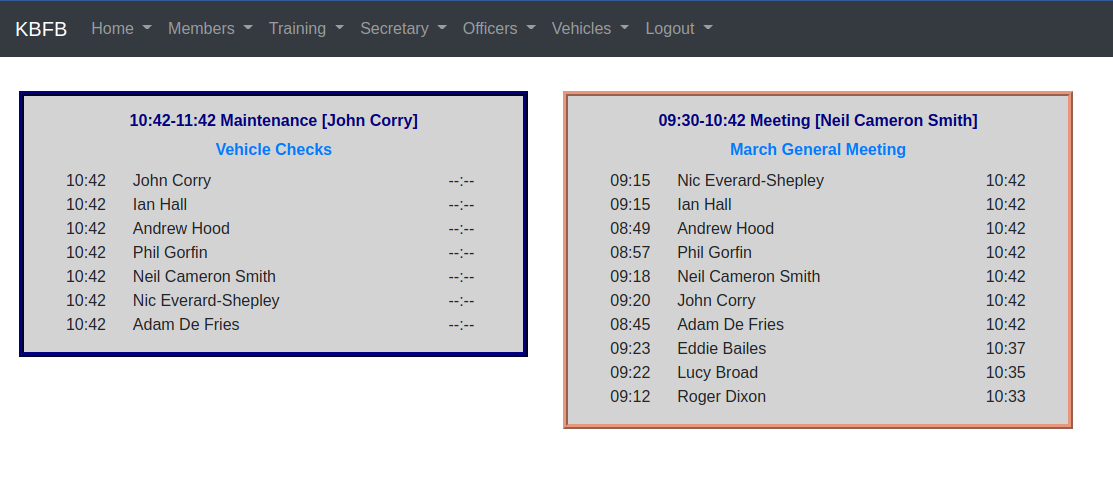 KBFB Home Members Training Secretary Officers Vehicles Logout
10:42-11:42 Maintenance [John Corry]
Vehicle Checks
10:42 John Corry --:--
10:42 Ian Hall --:--
10:42 Andrew Hood --:--
10:42 Phil Gorfin --:--
10:42 Neil Cameron Smith --:--
10:42 Nic Everard-Shepley --:--
10:42 Adam De Fries --:--
09:30-10:42 Meeting [Neil Cameron Smith]
March General Meeting
09:15 Nic Everard-Shepley 10:42
09:15 Ian Hall 10:42
08:49 Andrew Hood 10:42
08:57 Phil Gorfin 10:42
09:18 Neil Cameron Smith 10:42
09:20 John Corry 10:42
08:45 Adam De Fries 10:42
09:23 Eddie Bailes 10:37
09:22 Lucy Broad 10:35
09:12 Roger Dixon 10:33